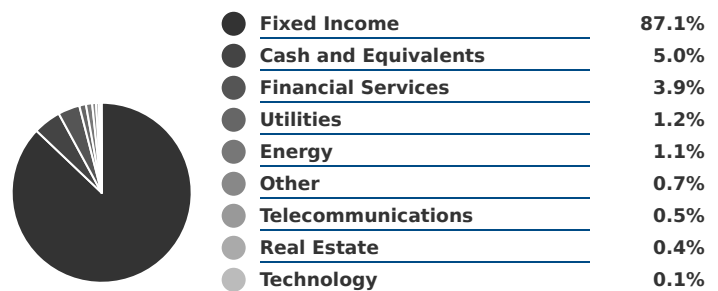 Fixed Income 87.1%
Cash and Equivalents 5.0%
Financial Services 3.9%
Utilities 1.2%
Energy 1.1%
Other 0.7%
Telecommunications 0.5%
Real Estate 0.4%
Technology 0.1%